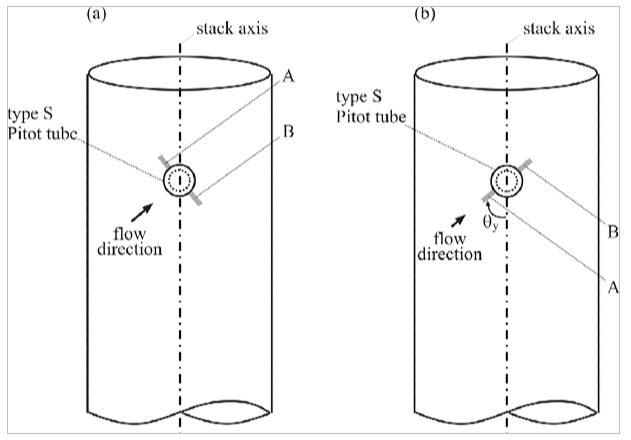 (a)
stack axis
A
B
type S
Pitot tube
flow
direction
(b)
stack axis
type S
Pitot tube
θy
flow
direction
B
A